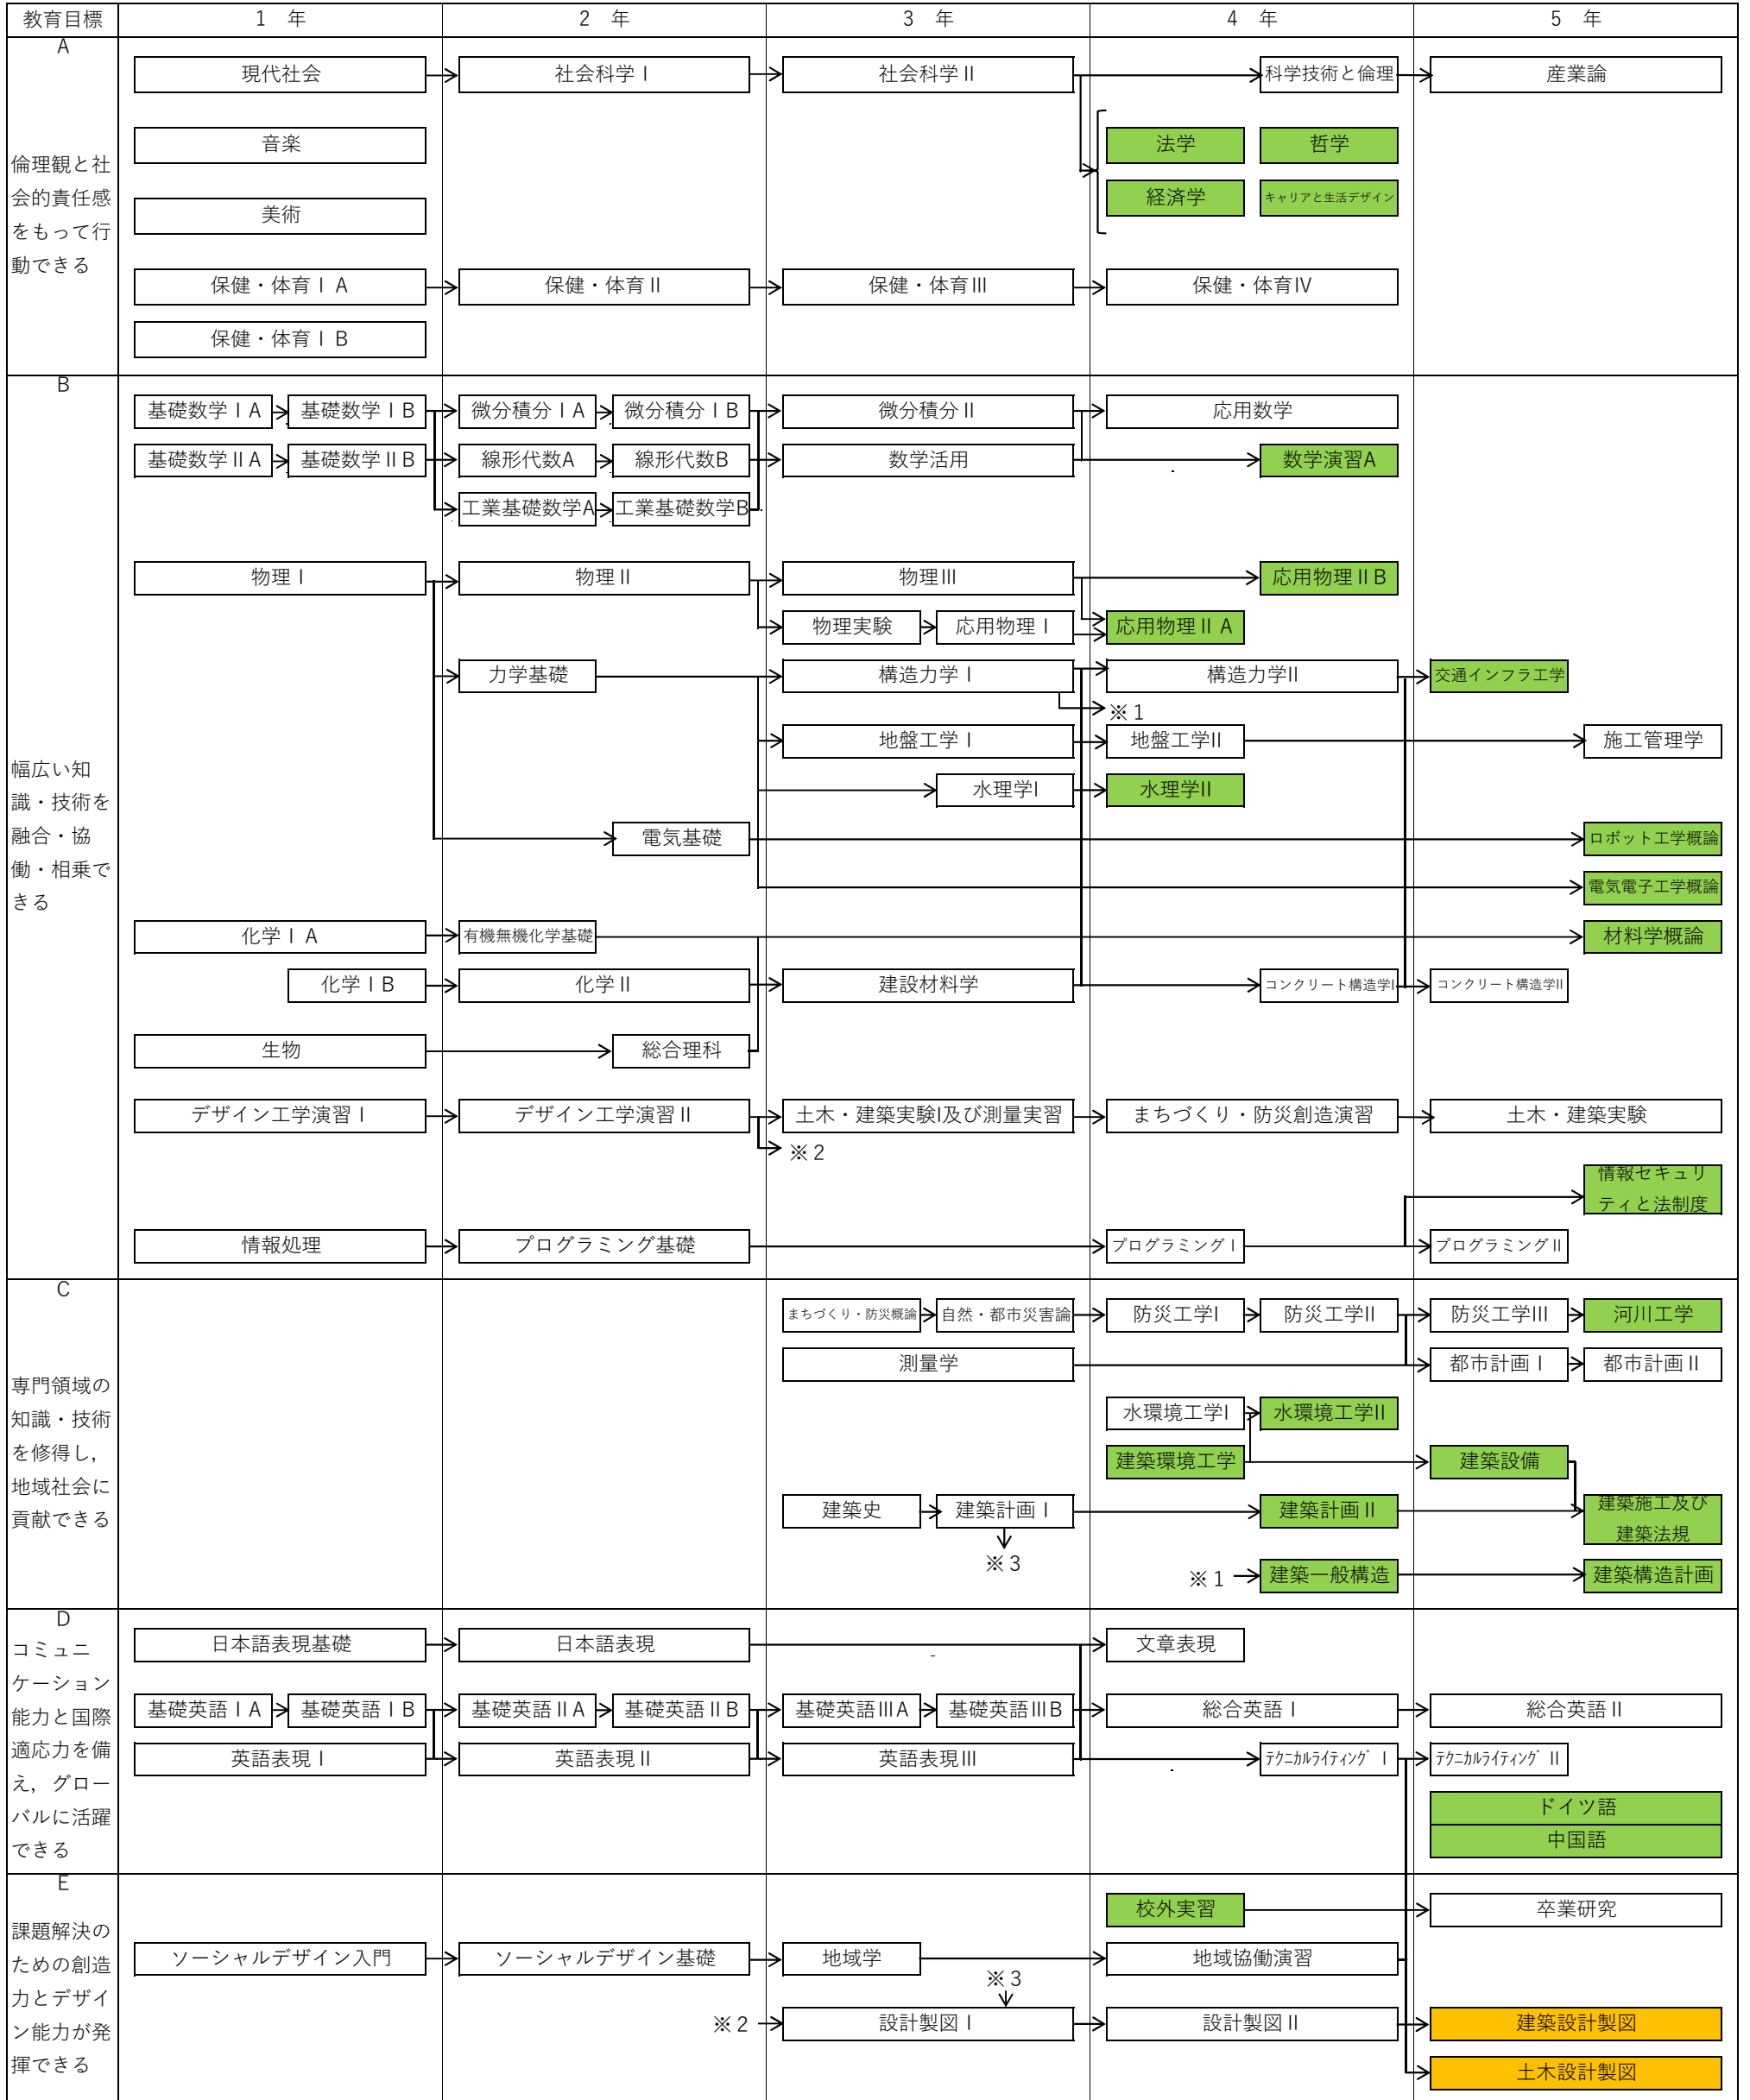 教育目標 1 年 2 年 3 年 4 年 5 年
A
倫理観と社
会的責任感
をもって行
動できる
現代社会 社会科学Ⅰ 社会科学Ⅱ 科学技術と倫理 産業論
音楽 法学 哲学
美術 経済学 キャリアと生活デザイン
保健・体育ⅠA 保健・体育Ⅱ 保健・体育Ⅲ 保健・体育Ⅳ
保健・体育ⅠB
B
幅広い知
識・技術を
融合・協
働・相乗で
きる
基礎数学ⅠA 基礎数学ⅠB 微分積分ⅠA 微分積分ⅠB 微分積分Ⅱ 応用数学
基礎数学ⅡA 基礎数学ⅡB 線形代数A 線形代数B 数学活用 数学演習A
工業基礎数学A 工業基礎数学B
物理Ⅰ 物理Ⅱ 物理Ⅲ 応用物理ⅡB
物理実験 応用物理Ⅰ 応用物理ⅡA
力学基礎 構造力学Ⅰ 構造力学II 交通インフラ工学
※1
地盤工学Ⅰ 地盤工学II 施工管理学
水理学I 水理学II
電気基礎 ロボット工学概論
電気電子工学概論
化学ⅠA 有機無機化学基礎 材料学概論
化学ⅠB 化学Ⅱ 建設材料学 コンクリート構造学I コンクリート構造学II
生物 総合理科
デザイン工学演習Ⅰ デザイン工学演習Ⅱ 土木・建築実験I及び測量実習 まちづくり・防災創造演習 土木・建築実験
※2
情報セキュリ
ティと法制度
情報処理 プログラミング基礎 プログラミングⅠ プログラミングⅡ
C
専門領域の
知識・技術
を修得し,
地域社会に
貢献できる
まちづくり・防災概論 自然・都市災害論 防災工学I 防災工学II 防災工学III 河川工学
測量学 都市計画Ⅰ 都市計画Ⅱ
水環境工学I 水環境工学II
建築環境工学 建築設備
建築史 建築計画Ⅰ 建築計画Ⅱ 建築施工及び
建築法規
※3
※1 建築一般構造 建築構造計画
D
コミュニ
ケーション
能力と国際
適応力を備
え,グロー
バルに活躍
できる
日本語表現基礎 日本語表現 文章表現
基礎英語ⅠA 基礎英語ⅠB 基礎英語ⅡA 基礎英語ⅡB 基礎英語ⅢA 基礎英語ⅢB 総合英語Ⅰ 総合英語Ⅱ
英語表現Ⅰ 英語表現Ⅱ 英語表現Ⅲ ﾃｸﾆｶﾙﾗｲﾃｨﾝｸﾞⅠ ﾃｸﾆｶﾙﾗｲﾃｨﾝｸﾞⅡ
ドイツ語
中国語
E
課題解決の
ための創造
力とデザイ
ン能力が発
揮できる
校外実習 卒業研究
ソーシャルデザイン入門 ソーシャルデザイン基礎 地域学 地域協働演習
※3
※2 設計製図Ⅰ 設計製図Ⅱ 建築設計製図
土木設計製図